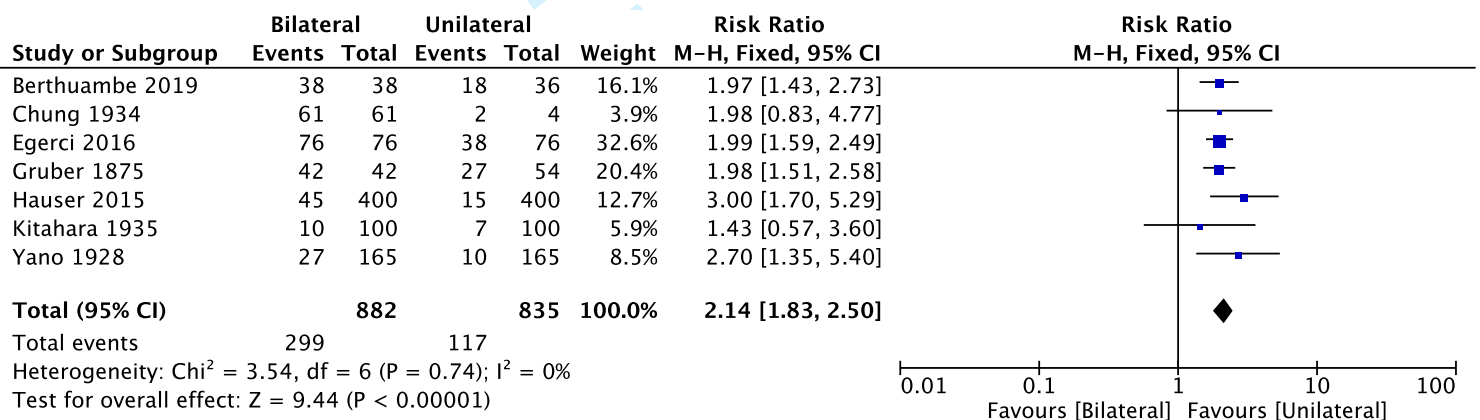 Bilateral Unilateral Risk Ratio Risk Ratio
Study or Subgroup Events Total Events Total Weight M-H, Fixed, 95% CI M-H, Fixed, 95% CI
Berthuambe 2019 38 38 18 36 16.1% 1.97 [1.43, 2.73]
Chung 1934 61 61 2 4 3.9% 1.98 [0.83, 4.77]
Egerci 2016 76 76 38 76 32.6% 1.99 [1.59, 2.49]
Gruber 1875 42 42 27 54 20.4% 1.98 [1.51, 2.58]
Hauser 2015 45 400 15 400 12.7% 3.00 [1.70, 5.29]
Kitahara 1935 10 100 7 100 5.9% 1.43 [0.57, 3.60]
Yano 1928 27 165 10 165 8.5% 2.70 [1.35, 5.40]
Total (95% CI) 882 835 100.0% 2.14 [1.83, 2.50]
Total events 299 117
Heterogeneity: Chi² = 3.54, df = 6 (P = 0.74); I² = 0%
Test for overall effect: Z = 9.44 (P < 0.00001)
0.01 0.1 1 10 100
Favours [Bilateral] Favours [Unilateral]